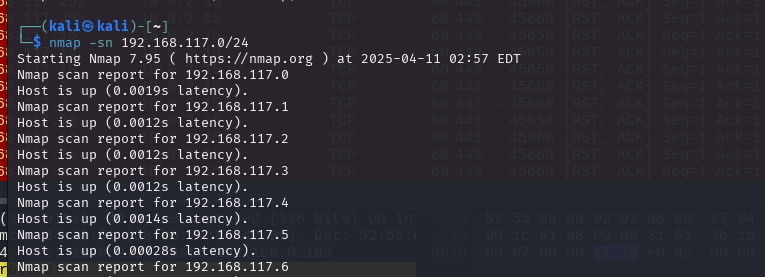 ┌──(kali㉿kali)-[~]
└─$ nmap -sn 192.168.117.0/24
Starting Nmap 7.95 ( https://nmap.org ) at 2025-04-11 02:57 EDT
Nmap scan report for 192.168.117.0
Host is up (0.0019s latency).
Nmap scan report for 192.168.117.1
Host is up (0.0012s latency).
Nmap scan report for 192.168.117.2
Host is up (0.0012s latency).
Nmap scan report for 192.168.117.3
Host is up (0.0012s latency).
Nmap scan report for 192.168.117.4
Host is up (0.0014s latency).
Nmap scan report for 192.168.117.5
Host is up (0.00028s latency).
Nmap scan report for 192.168.117.6